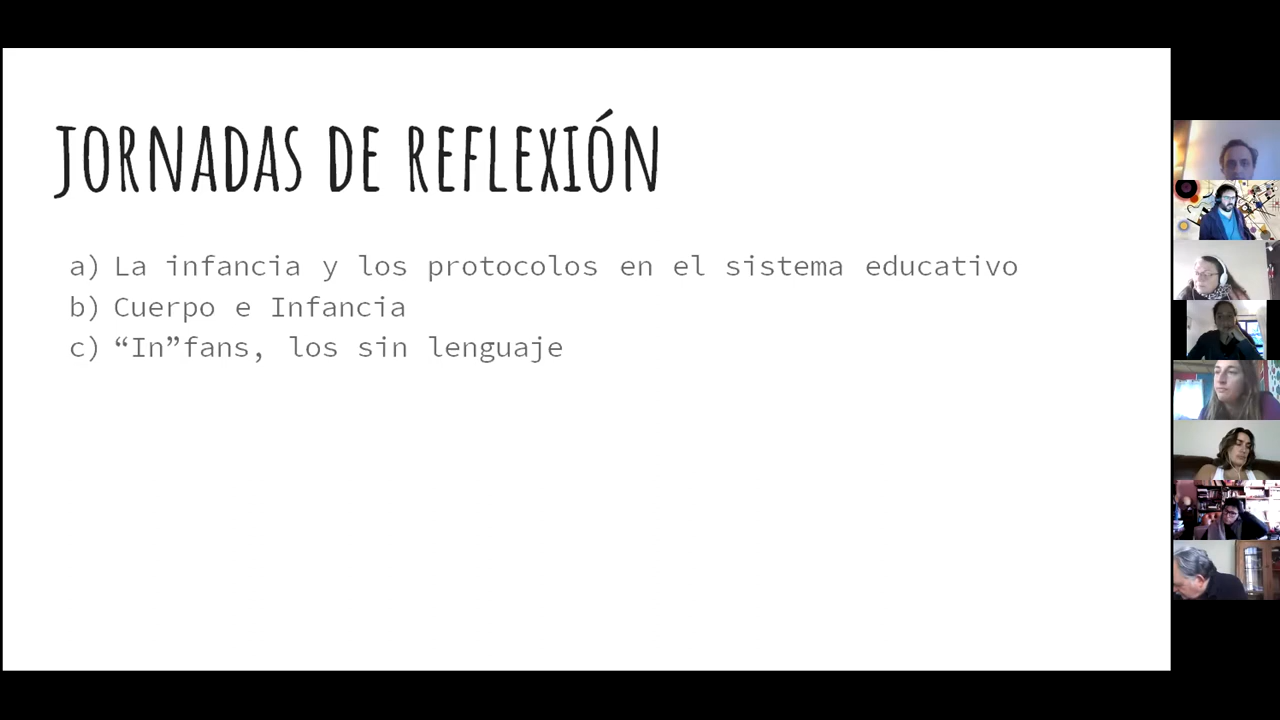 JORNADAS DE REFLEXIÓN
a) La infancia y los protocolos en el sistema educativo
b) Cuerpo e Infancia
c) “In”fans, los sin lenguaje